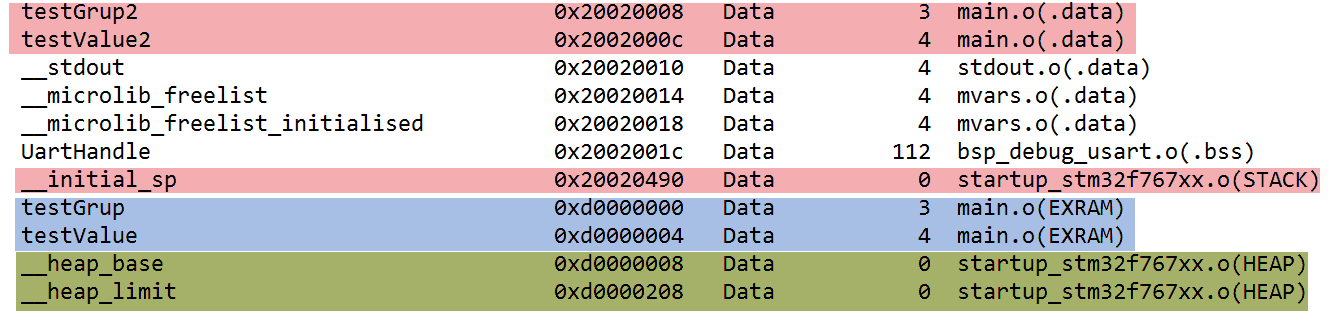 testGrup2 0x20020008 Data 3 main.o(.data)
testValue2 0x2002000c Data 4 main.o(.data)
__stdout 0x20020010 Data 4 stdout.o(.data)
__microlib_freelist 0x20020014 Data 4 mvars.o(.data)
__microlib_freelist_initialised 0x20020018 Data 4 mvars.o(.data)
UartHandle 0x2002001c Data 112 bsp_debug_usart.o(.bss)
__initial_sp 0x20020490 Data 0 startup_stm32f767xx.o(STACK)
testGrup 0xd0000000 Data 3 main.o(EXRAM)
testValue 0xd0000004 Data 4 main.o(EXRAM)
__heap_base 0xd0000008 Data 0 startup_stm32f767xx.o(HEAP)
__heap_limit 0xd0000208 Data 0 startup_stm32f767xx.o(HEAP)